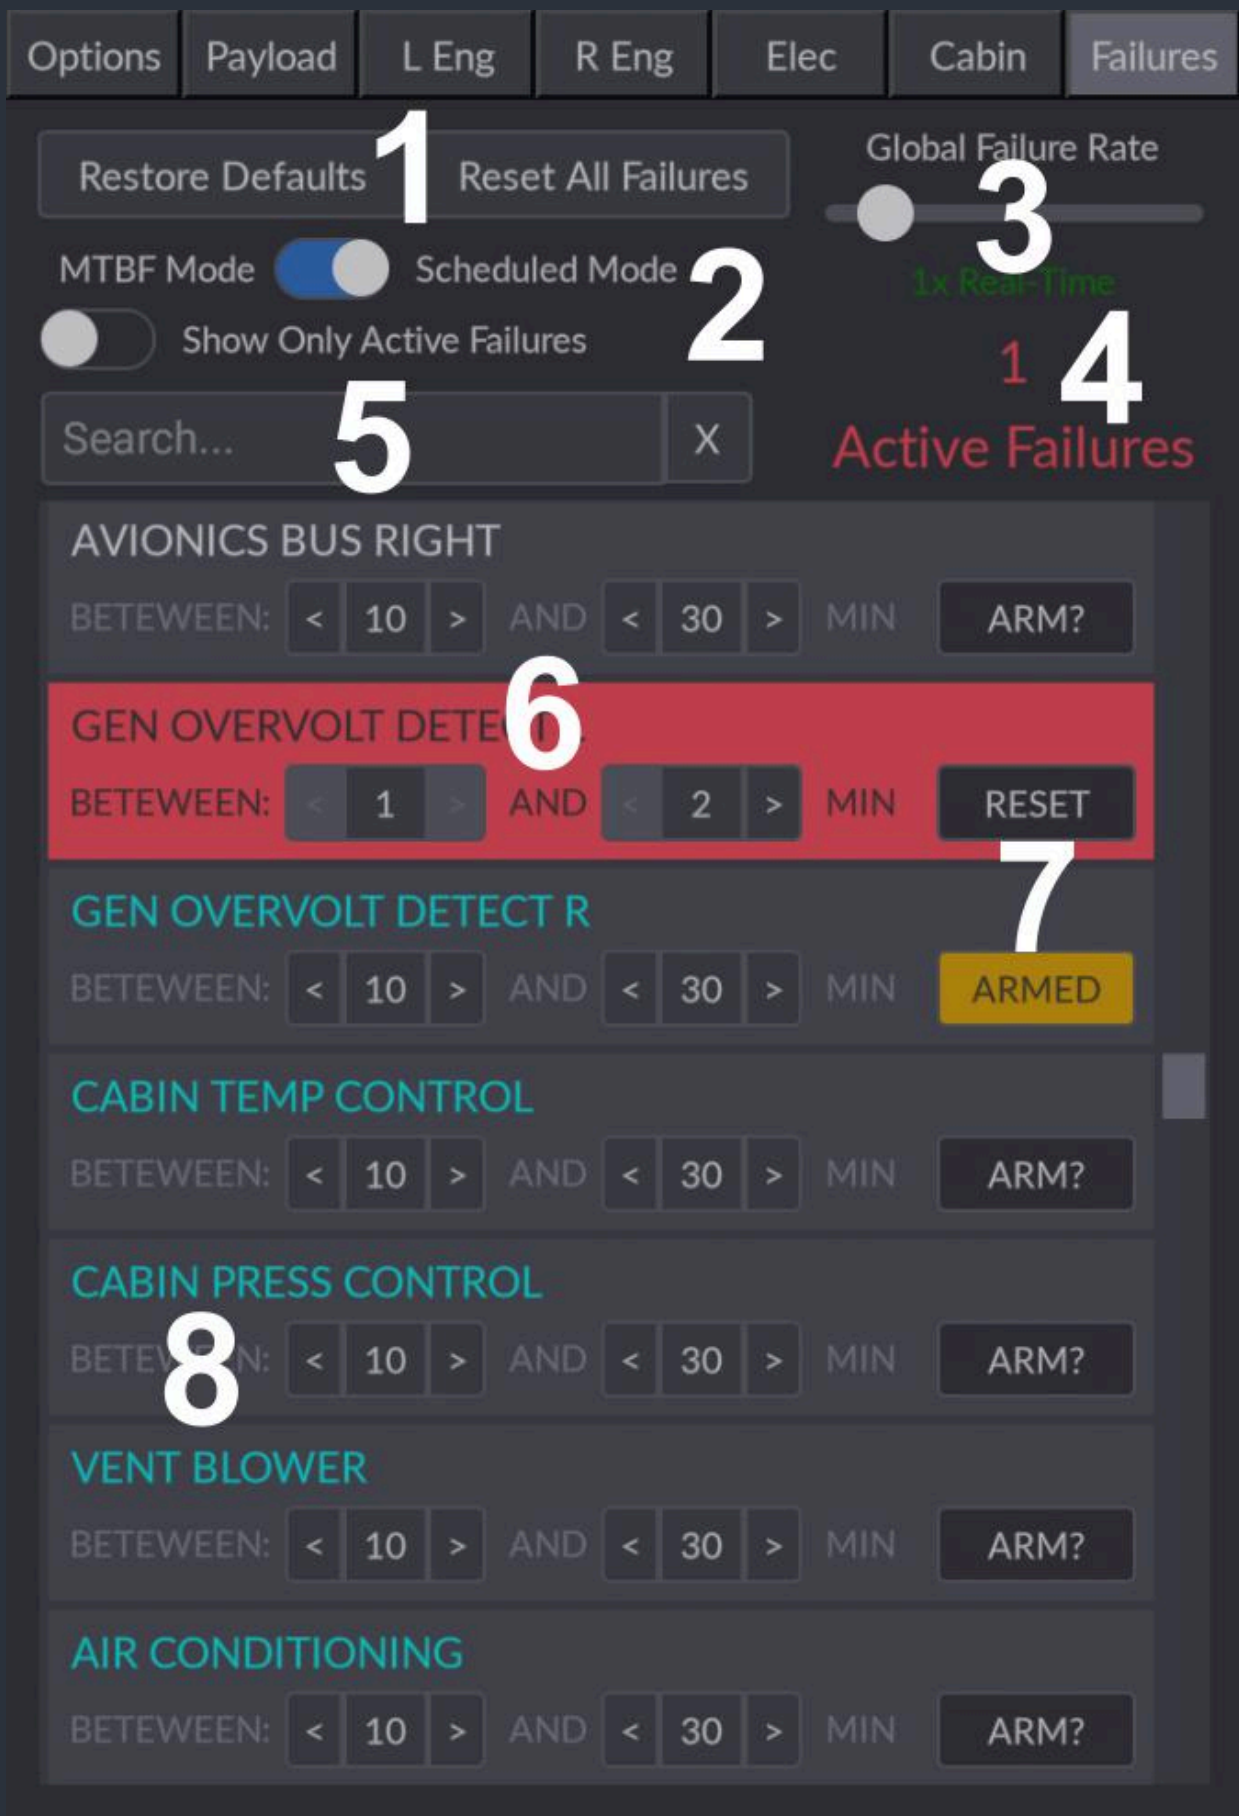 Options Payload L Eng R Eng Elec Cabin Failures
Restore Defaults 1 Reset All Failures
Global Failure Rate
3
MTBF Mode Scheduled Mode 2
1x Real-Time
Show Only Active Failures
1 4
Active Failures
Search... 5 X
AVIONICS BUS RIGHT
BETEWEEN: < 10 > AND < 30 > MIN ARM?
6
GEN OVERVOLT DETECT
BETEWEEN: < 1 > AND < 2 > MIN RESET
7
GEN OVERVOLT DETECT R
BETEWEEN: < 10 > AND < 30 > MIN ARMED
CABIN TEMP CONTROL
BETEWEEN: < 10 > AND < 30 > MIN ARM?
CABIN PRESS CONTROL
8
BETEWEEN: < 10 > AND < 30 > MIN ARM?
VENT BLOWER
BETEWEEN: < 10 > AND < 30 > MIN ARM?
AIR CONDITIONING
BETEWEEN: < 10 > AND < 30 > MIN ARM?